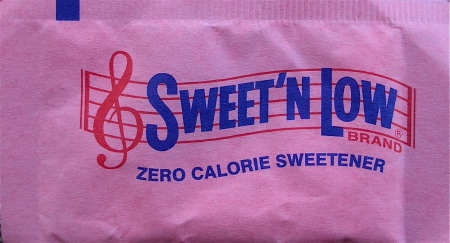 SWEET'N LOW®
BRAND
ZERO CALORIE SWEETENER